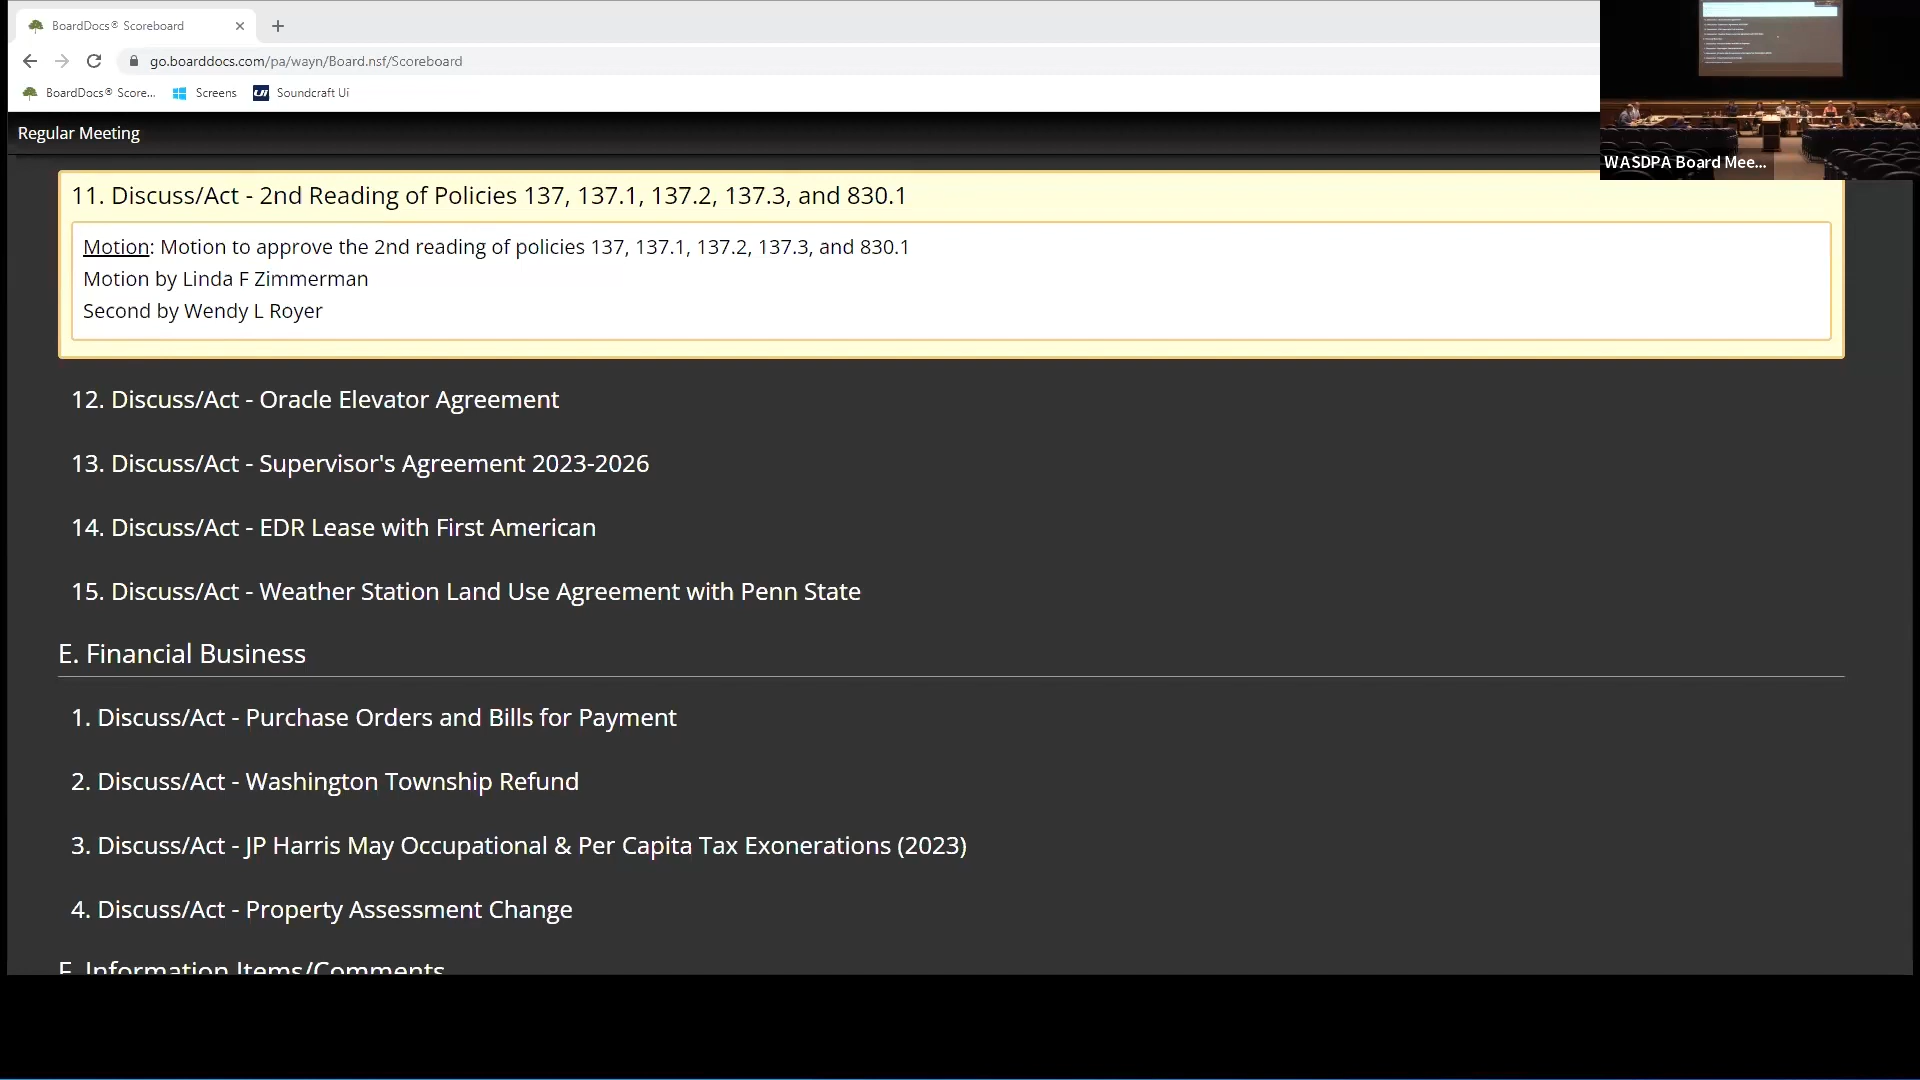 BoardDocs® Scoreboard
go.boarddocs.com/pa/wayn/Board.nsf/Scoreboard
BoardDocs® Score... Screens Soundcraft Ui
Regular Meeting
WASDPA Board Mee...
11. Discuss/Act - 2nd Reading of Policies 137, 137.1, 137.2, 137.3, and 830.1
Motion: Motion to approve the 2nd reading of policies 137, 137.1, 137.2, 137.3, and 830.1
Motion by Linda F Zimmerman
Second by Wendy L Royer
12. Discuss/Act - Oracle Elevator Agreement
13. Discuss/Act - Supervisor's Agreement 2023-2026
14. Discuss/Act - EDR Lease with First American
15. Discuss/Act - Weather Station Land Use Agreement with Penn State
E. Financial Business
1. Discuss/Act - Purchase Orders and Bills for Payment
2. Discuss/Act - Washington Township Refund
3. Discuss/Act - JP Harris May Occupational & Per Capita Tax Exonerations (2023)
4. Discuss/Act - Property Assessment Change
F. Information Items/Comments